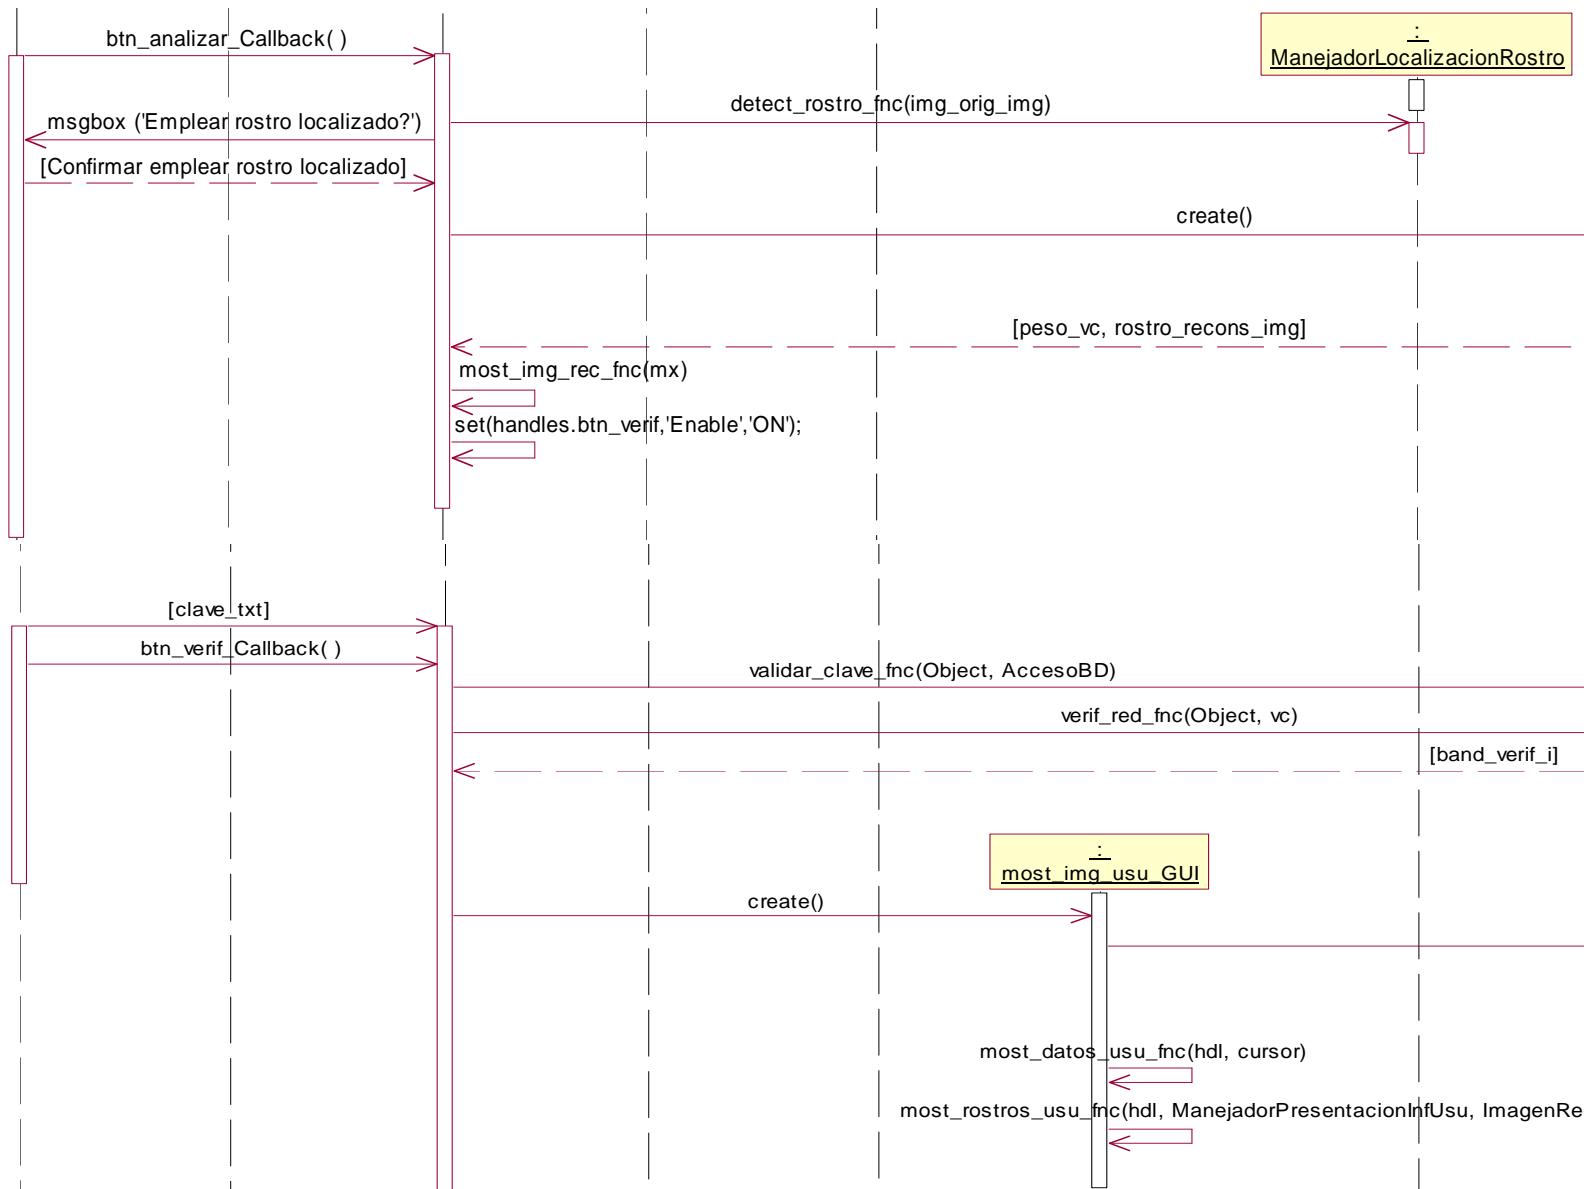 btn_analizar_Callback( )
:
ManejadorLocalizacionRostro
detect_rostro_fnc(img_orig_img)
msgbox ('Emplear rostro localizado?')
[Confirmar emplear rostro localizado]
create()
[peso_vc, rostro_recons_img]
most_img_rec_fnc(mx)
set(handles.btn_verif,'Enable','ON');
[clave_txt]
btn_verif_Callback( )
validar_clave_fnc(Object, AccesoBD)
verif_red_fnc(Object, vc)
[band_verif_i]
:
most_img_usu_GUI
create()
most_datos_usu_fnc(hdl, cursor)
most_rostros_usu_fnc(hdl, ManejadorPresentacionInfUsu, ImagenRe